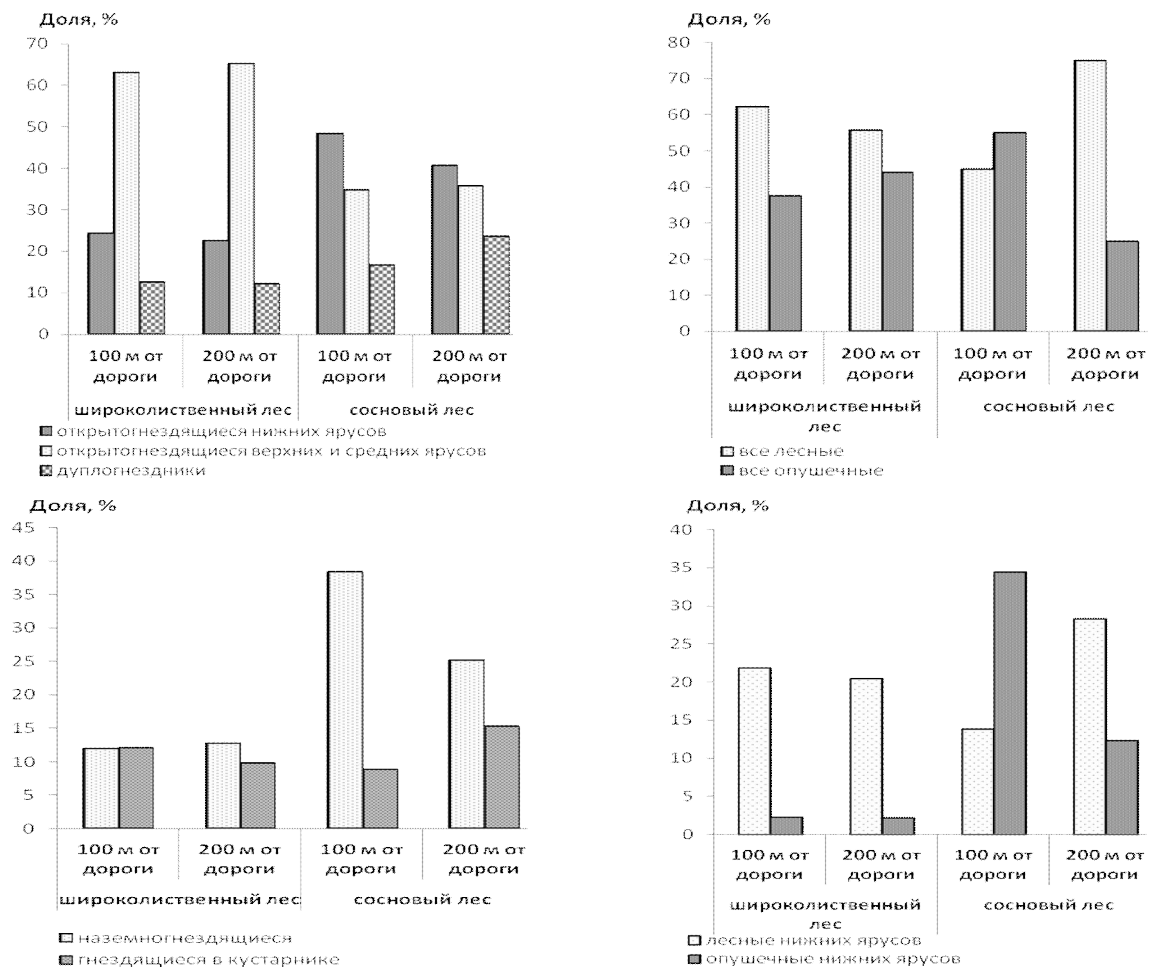 Доля, %
70
60
50
40
30
20
10
0
100 м от дороги
200 м от дороги
100 м от дороги
200 м от дороги
широколиственный лес
сосновый лес
открытогнездящиеся нижних ярусов
открытогнездящиеся верхних и средних ярусов
дуплогнездники
Доля, %
80
70
60
50
40
30
20
10
0
100 м от дороги
200 м от дороги
100 м от дороги
200 м от дороги
широколиственный лес
сосновый лес
все лесные
все опушечные
Доля, %
45
40
35
30
25
20
15
10
5
0
100 м от дороги
200 м от дороги
100 м от дороги
200 м от дороги
широколиственный лес
сосновый лес
наземногнездящиеся
гнездящиеся в кустарнике
Доля, %
40
35
30
25
20
15
10
5
0
100 м от дороги
200 м от дороги
100 м от дороги
200 м от дороги
широколиственный лес
сосновый лес
лесные нижних ярусов
опушечные нижних ярусов